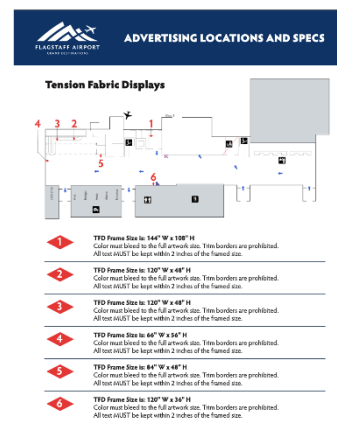 FLAGSTAFF AIRPORT
ADVERTISING LOCATIONS AND SPECS
Tension Fabric Displays
4 3 2 1
5
6
1
TFD Frame Size is: 144" W x 108" H
Color must bleed to the full artwork size. Trim borders are prohibited.
All text MUST be kept within 2 inches of the framed size.
2
TFD Frame Size is: 120" W x 48" H
Color must bleed to the full artwork size. Trim borders are prohibited.
All text MUST be kept within 2 inches of the framed size.
3
TFD Frame Size is: 120" W x 48" H
Color must bleed to the full artwork size. Trim borders are prohibited.
All text MUST be kept within 2 inches of the framed size.
4
TFD Frame Size is: 66" W x 56" H
Color must bleed to the full artwork size. Trim borders are prohibited.
All text MUST be kept within 2 inches of the framed size.
5
TFD Frame Size is: 84" W x 48" H
Color must bleed to the full artwork size. Trim borders are prohibited.
All text MUST be kept within 2 inches of the framed size.
6
TFD Frame Size is: 120" W x 36" H
Color must bleed to the full artwork size. Trim borders are prohibited.
All text MUST be kept within 2 inches of the framed size.